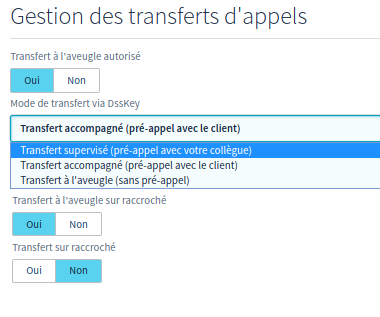 Gestion des transferts d'appels
Transfert à l'aveugle autorisé
Oui Non
Mode de transfert via DssKey
Transfert accompagné (pré-appel avec le client)
Transfert supervisé (pré-appel avec votre collègue)
Transfert accompagné (pré-appel avec le client)
Transfert à l'aveugle (sans pré-appel)
Transfert à l'aveugle sur raccroché
Oui Non
Transfert sur raccroché
Oui Non